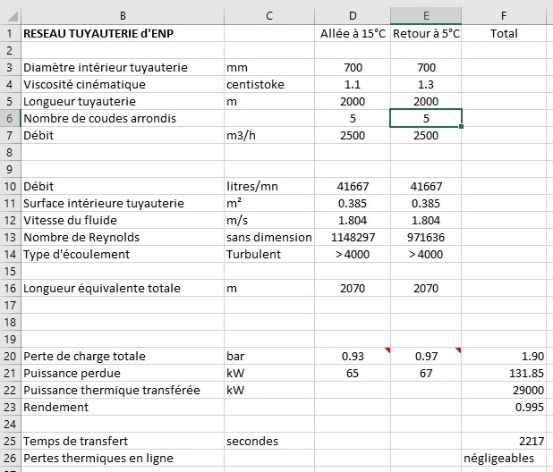 B C D E F
1 RESEAU TUYAUTERIE d'ENP Allée à 15°C Retour à 5°C Total
2
3 Diamètre intérieur tuyauterie mm 700 700
4 Viscosité cinématique centistoke 1.1 1.3
5 Longueur tuyauterie m 2000 2000
6 Nombre de coudes arrondis 5 5
7 Débit m3/h 2500 2500
8
9
10 Débit litres/mn 41667 41667
11 Surface intérieure tuyauterie m² 0.385 0.385
12 Vitesse du fluide m/s 1.804 1.804
13 Nombre de Reynolds sans dimension 1148297 971636
14 Type d'écoulement Turbulent >4000 >4000
15
16 Longueur équivalente totale m 2070 2070
17
18
19
20 Perte de charge totale bar 0.93 0.97 1.90
21 Puissance perdue kW 65 67 131.85
22 Puissance thermique transférée kW 29000
23 Rendement 0.995
24
25 Temps de transfert secondes 2217
26 Pertes thermiques en ligne négligeables